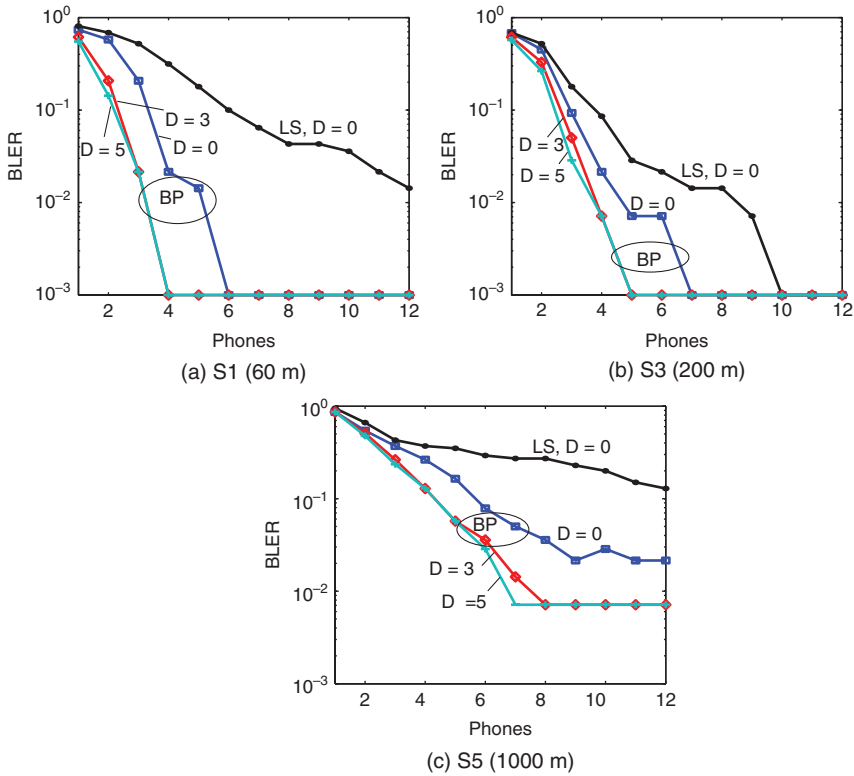 10^0
10^-1
10^-2
10^-3
BLER
2 4 6 8 10 12
Phones
LS, D = 0
D = 3
D = 0
D = 5
BP
(a) S1 (60 m)
10^0
10^-1
10^-2
10^-3
BLER
2 4 6 8 10 12
Phones
D = 3
D = 5
LS, D = 0
D = 0
BP
(b) S3 (200 m)
10^0
10^-1
10^-2
10^-3
BLER
2 4 6 8 10 12
Phones
LS, D = 0
BP
D = 0
D = 3
D =5
(c) S5 (1000 m)